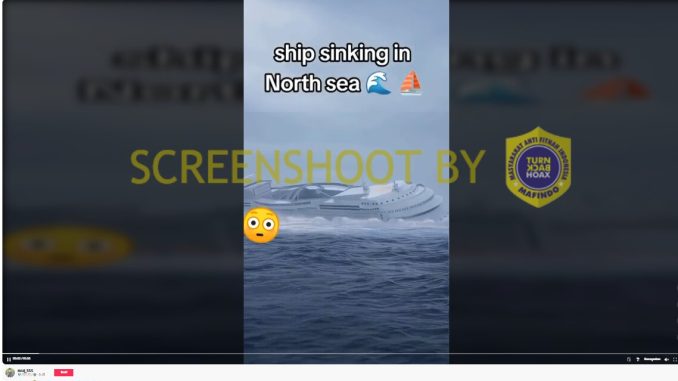 ship sinking in
North sea 🌊 ⛵
SCREENSHOOT BY
MASYARAKAT ANTI FITNAH INDONESIA
TURN
BACK
HOAX
MAFINDO